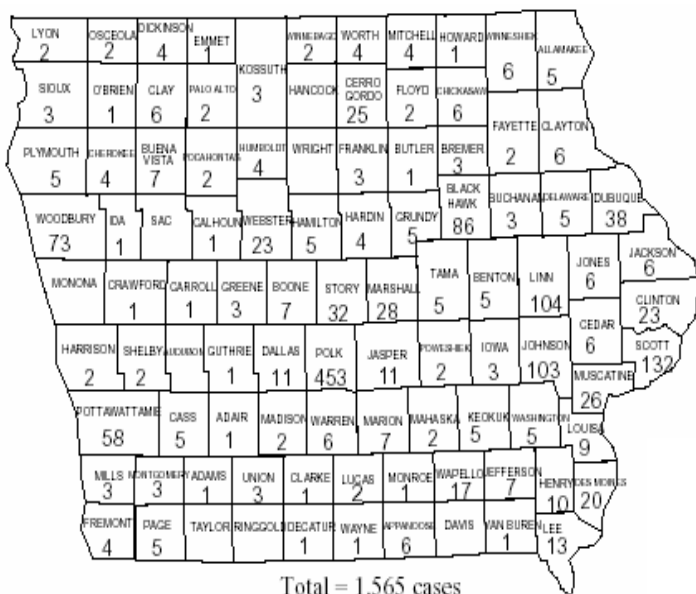 LYON OSCEOLA DICKINSON EMMET WINNEBAGO WORTH MITCHELL HOWARD WINNESHIEK ALLAMAKEE
2 2 4 1 2 4 4 1 6 5
SIOUX O'BRIEN CLAY PALO ALTO KOSSUTH HANCOCK CERRO GORDO FLOYD CHICKASAW
3 1 6 2 3 25 2 6
FAYETTE CLAYTON
2 6
PLYMOUTH CHEROKEE BUENA VISTA POCAHONTAS HUMBOLDT WRIGHT FRANKLIN BUTLER BREMER
5 4 7 2 4 3 1 3
WOODBURY IDA SAC CALHOUN WEBSTER HAMILTON HARDIN GRUNDY BLACK HAWK BUCHANAN DELAWARE DUBUQUE
73 1 1 23 5 4 5 86 3 5 38
MONONA CRAWFORD CARROLL GREENE BOONE STORY MARSHALL TAMA BENTON LINN JONES JACKSON
1 1 3 7 32 28 5 5 104 6 6
CLINTON
23
HARRISON SHELBY AUDUBON GUTHRIE DALLAS POLK JASPER POWESHIEK IOWA JOHNSON CEDAR SCOTT
2 2 1 11 453 11 2 3 103 6 132
MUSCATINE
26
POTTAWATTAMIE CASS ADAIR MADISON WARREN MARION MAHASKA KEOKUK WASHINGTON LOUISA
58 5 1 2 6 7 2 5 5 9
MILLS MONTGOMERY ADAMS UNION CLARKE LUCAS MONROE WAPELLO JEFFERSON HENRY DES MOINES
3 3 1 3 1 2 1 17 7 10 20
FREMONT PAGE TAYLOR RINGGOLD DECATUR WAYNE APPANOOSE DAVIS VAN BUREN LEE
4 5 1 1 6 1 13
Total = 1,565 cases